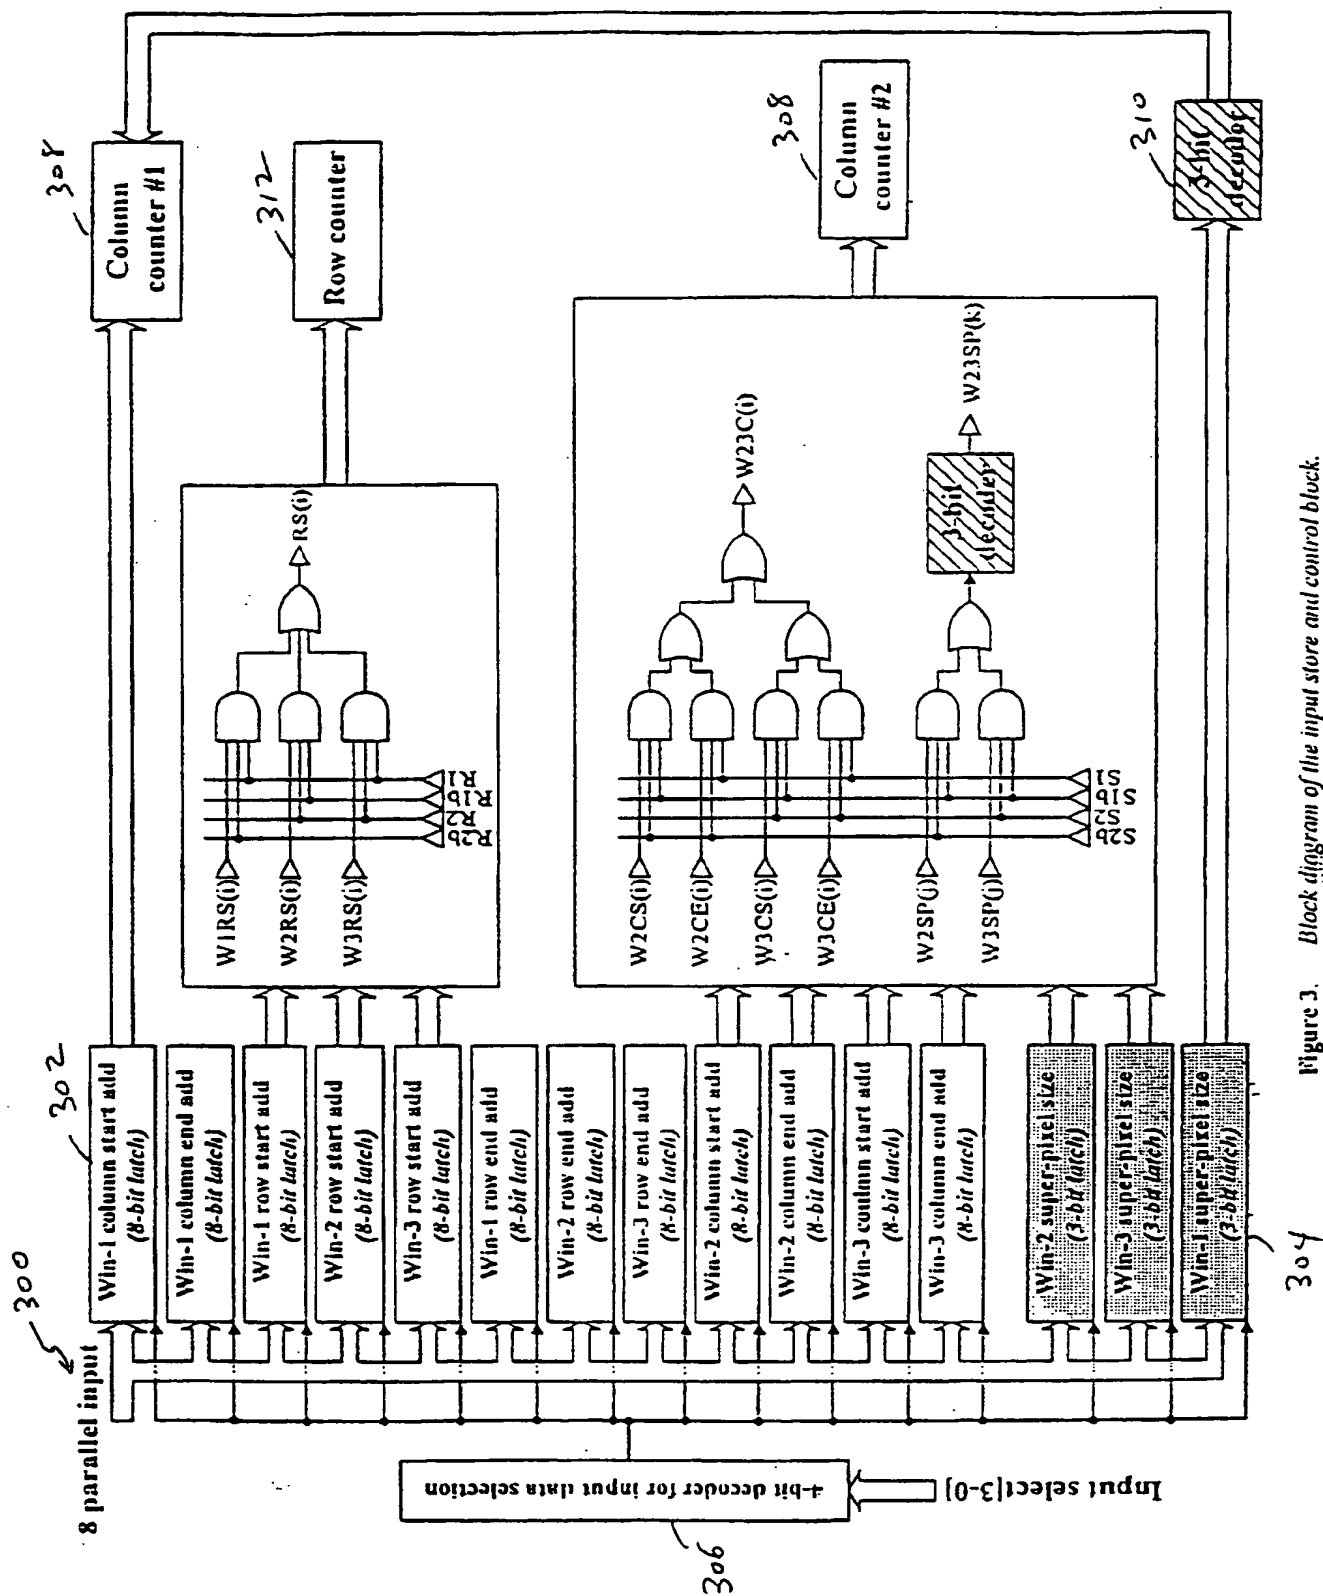 300
8 parallel input
302
Win-1 column start add
(8-bit latch)
Win-1 column end add
(8-bit latch)
Win-1 row start add
(8-bit latch)
Win-2 row start add
(8-bit latch)
Win-3 row start add
(8-bit latch)
Win-1 row end add
(8-bit latch)
Win-2 row end add
(8-bit latch)
Win-3 row end add
(8-bit latch)
Win-2 column start add
(8-bit latch)
Win-2 column end add
(8-bit latch)
Win-3 column start add
(8-bit latch)
Win-3 column end add
(8-bit latch)
Win-2 super-pixel size
(3-bit latch)
Win-3 super-pixel size
(3-bit latch)
Win-1 super-pixel size
(3-bit latch)
304
4-bit decoder for input data selection
306
Input select[3-0]
W1RS(i)
W2RS(i)
W3RS(i)
R1
R1b
R2
R2b
RS(i)
W2CS(i)
W2CE(i)
W3CS(i)
W3CE(i)
W2SP(j)
W3SP(j)
S1
S1b
S2
S2b
W23C(i)
3-bit
decoder
W23SP(k)
308
Column
counter #1
312
Row counter
308
Column
counter #2
310
3-bit
decoder
Figure 3. Block diagram of the input store and control block.